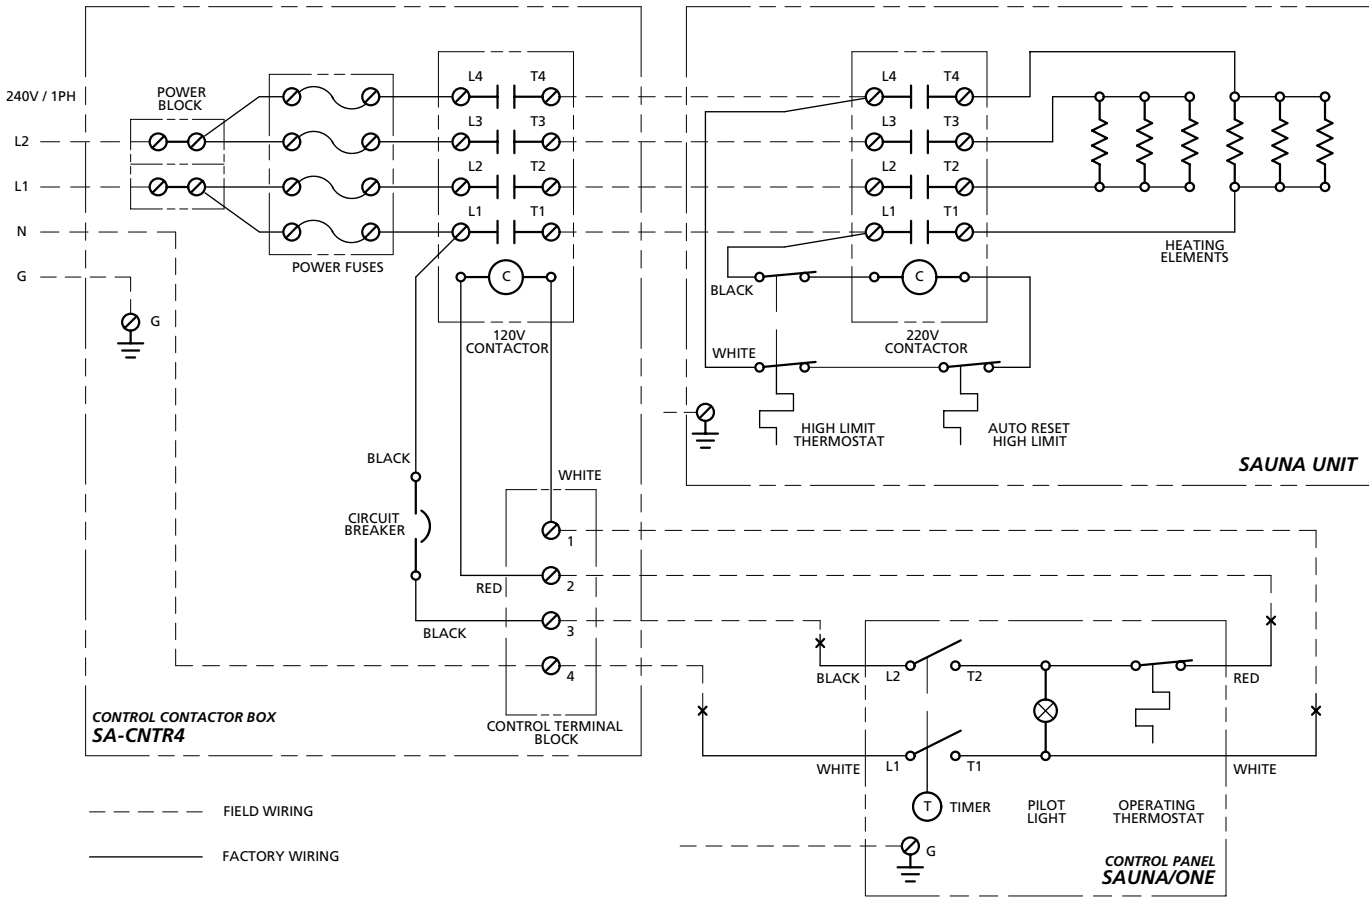 240V / 1PH
L2
L1
N
G
POWER
BLOCK
POWER FUSES
L4 T4
L3 T3
L2 T2
L1 T1
C
120V
CONTACTOR
G
BLACK
WHITE
CIRCUIT
BREAKER
RED
BLACK
1
2
3
4
CONTROL TERMINAL
BLOCK
CONTROL CONTACTOR BOX
SA-CNTR4
L4 T4
L3 T3
L2 T2
L1 T1
C
220V
CONTACTOR
HEATING
ELEMENTS
BLACK
WHITE
HIGH LIMIT
THERMOSTAT
AUTO RESET
HIGH LIMIT
SAUNA UNIT
BLACK
L2 T2
RED
WHITE
L1 T1
WHITE
T
TIMER
PILOT
LIGHT
OPERATING
THERMOSTAT
G
CONTROL PANEL
SAUNA/ONE
FIELD WIRING
FACTORY WIRING